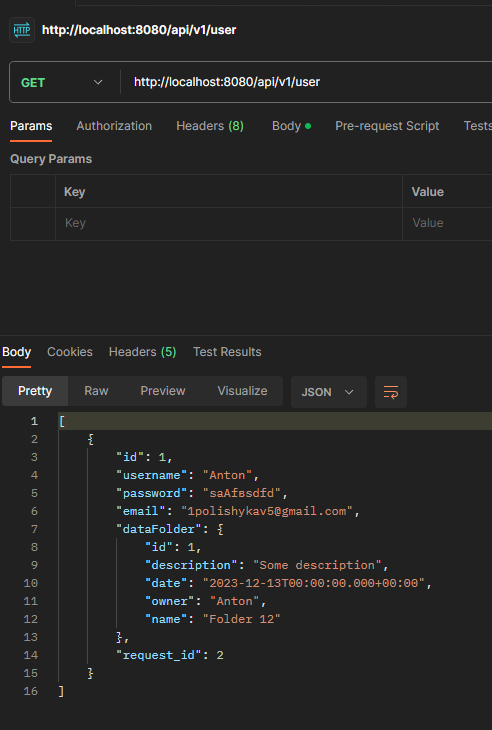 HTTP http://localhost:8080/api/v1/user
GET http://localhost:8080/api/v1/user
Params Authorization Headers (8) Body Pre-request Script Tests
Query Params
Key Value
Key Value
Body Cookies Headers (5) Test Results
Pretty Raw Preview Visualize JSON
1 [
2 {
3 "id": 1,
4 "username": "Anton",
5 "password": "saAfвsdfd",
6 "email": "1polishykav5@gmail.com",
7 "dataFolder": {
8 "id": 1,
9 "description": "Some description",
10 "date": "2023-12-13T00:00:00.000+00:00",
11 "owner": "Anton",
12 "name": "Folder 12"
13 },
14 "request_id": 2
15 }
16 ]